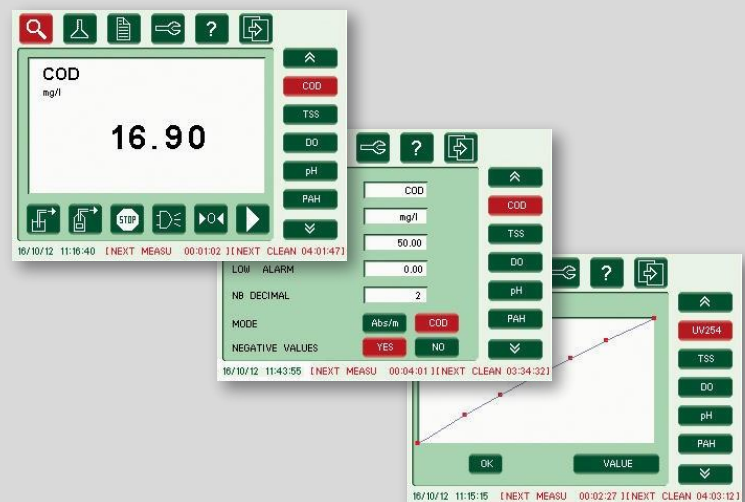 ?
COD
mg/l
16.90
COD
TSS
DO
pH
PAH
STOP
▶0◀
16/10/12 11:16:40 [NEXT MEASU 00:01:02 ][NEXT CLEAN 04:01:47]
?
COD
mg/l
50.00
LOW ALARM 0.00
NB DECIMAL 2
MODE Abs/m COD
NEGATIVE VALUES YES NO
COD
TSS
DO
pH
PAH
16/10/12 11:43:55 [NEXT MEASU 00:04:01 ][NEXT CLEAN 03:34:32]
?
UV254
TSS
DO
pH
PAH
OK VALUE
16/10/12 11:15:15 [NEXT MEASU 00:02:27 ][NEXT CLEAN 04:03:12]